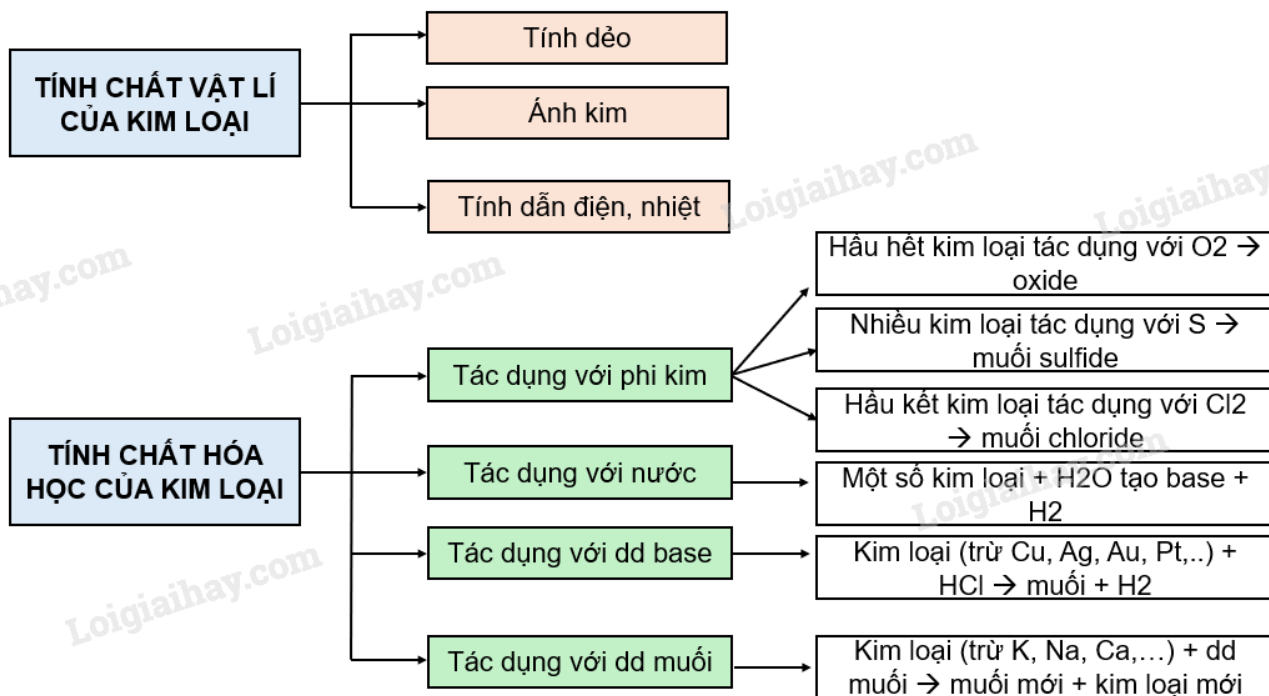 TÍNH CHẤT VẬT LÍ
CỦA KIM LOẠI
Tính dẻo
Ánh kim
Tính dẫn điện, nhiệt
TÍNH CHẤT HÓA
HỌC CỦA KIM LOẠI
Tác dụng với phi kim
Hầu hết kim loại tác dụng với O2 →
oxide
Nhiều kim loại tác dụng với S →
muối sulfide
Hầu kết kim loại tác dụng với Cl2
→ muối chloride
Tác dụng với nước
Một số kim loại + H2O tạo base +
H2
Tác dụng với dd base
Kim loại (trừ Cu, Ag, Au, Pt,..) +
HCl → muối + H2
Tác dụng với dd muối
Kim loại (trừ K, Na, Ca,…) + dd
muối → muối mới + kim loại mới
Loigiaihay.com
Loigiaihay
hay.com
Loigiaihay.com
Loigiaihay.com
Loigiaihay.com